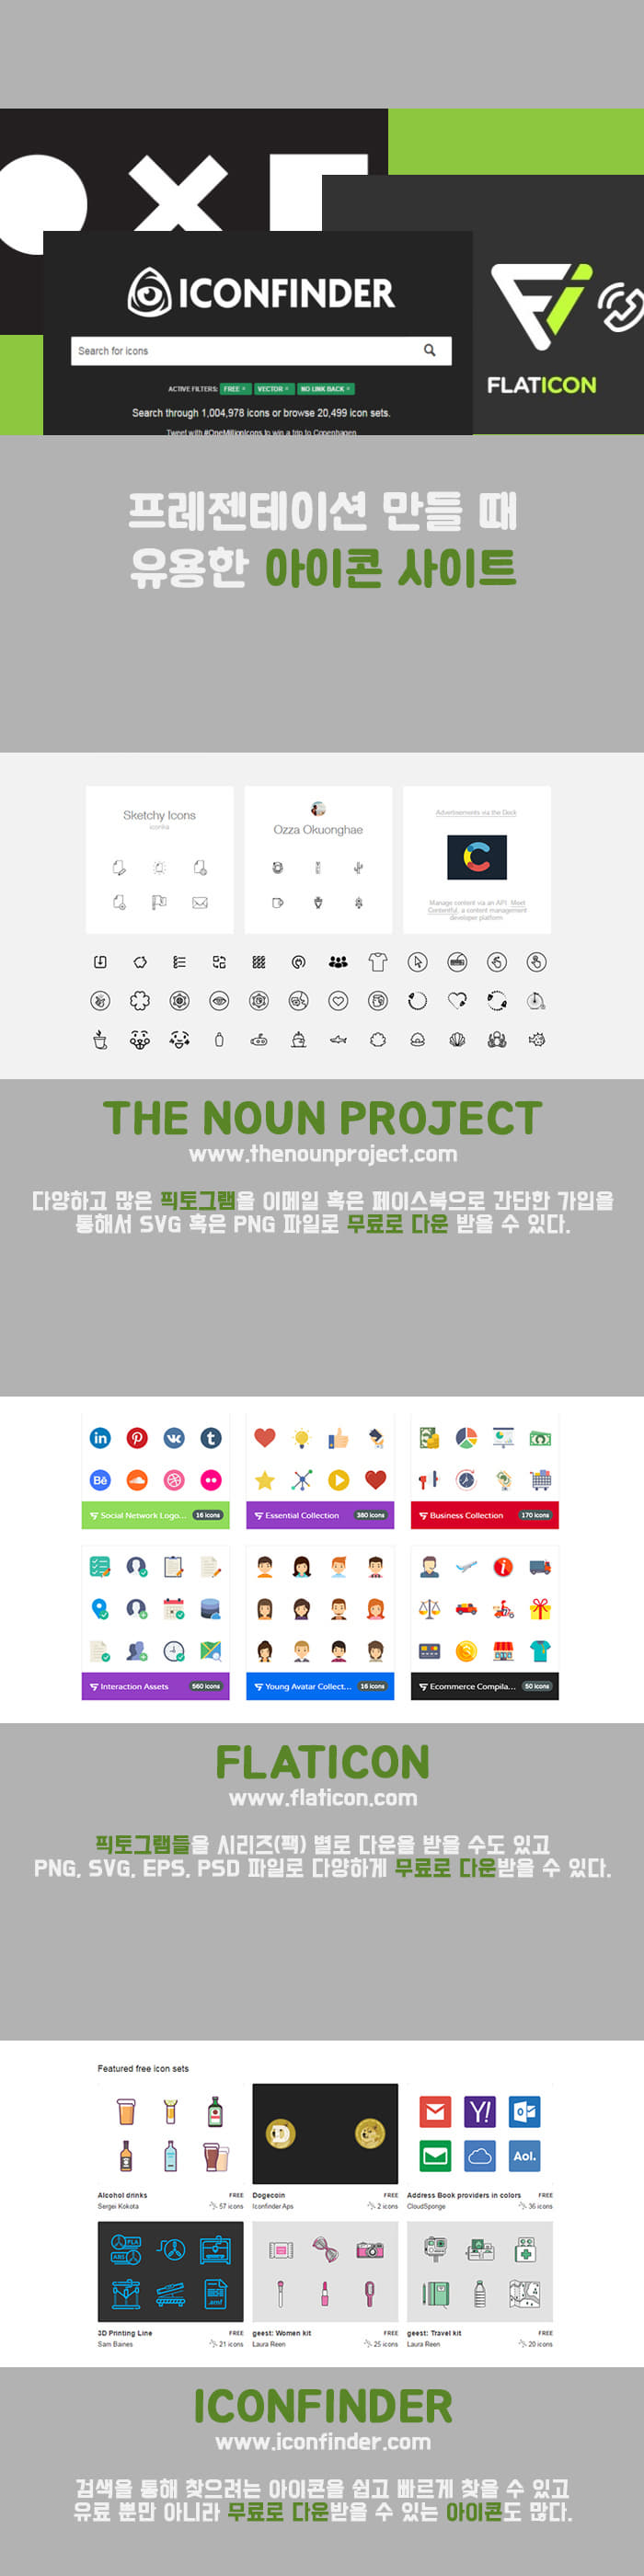 ICONFINDER
Search for icons
ACTIVE FILTERS: FREE × VECTOR × NO LINK BACK ×
Search through 1,004,978 icons or browse 20,499 icon sets.
Tweet with #OneMillionIcons to win a trip to Copenhagen
FLATICON
프레젠테이션 만들 때
유용한 아이콘 사이트
Sketchy Icons
Ozza Okuonghae
Advertisements via the Deck
Manage content via an API. Meet
Contentful, a content management
developer platform
THE NOUN PROJECT
www.thenounproject.com
다양하고 많은 픽토그램을 이메일 혹은 페이스북으로 간단한 가입을
통해서 SVG 혹은 PNG 파일로 무료로 다운 받을 수 있다.
in
t
Bē
Social Network Logo... 16 icons
Essential Collection 380 icons
Business Collection 170 icons
Interaction Assets 560 icons
Young Avatar Collect... 16 icons
Ecommerce Compila... 50 icons
FLATICON
www.flaticon.com
픽토그램들을 시리즈(팩) 별로 다운을 받을 수도 있고
PNG, SVG, EPS, PSD 파일로 다양하게 무료로 다운받을 수 있다.
Featured free icon sets
Y!
Aol.
Alcohol drinks FREE
Sergei Kokota 57 icons
Dogecoin FREE
Iconfinder Aps 2 icons
Address Book providers in colors FREE
CloudSponge 36 icons
3D Printing Line FREE
Sam Baines 21 icons
geest: Women kit FREE
Laura Reen 25 icons
geest: Travel kit FREE
Laura Reen 20 icons
ICONFINDER
www.iconfinder.com
검색을 통해 찾으려는 아이콘을 쉽고 빠르게 찾을 수 있고
유료 뿐만 아니라 무료로 다운받을 수 있는 아이콘도 많다.